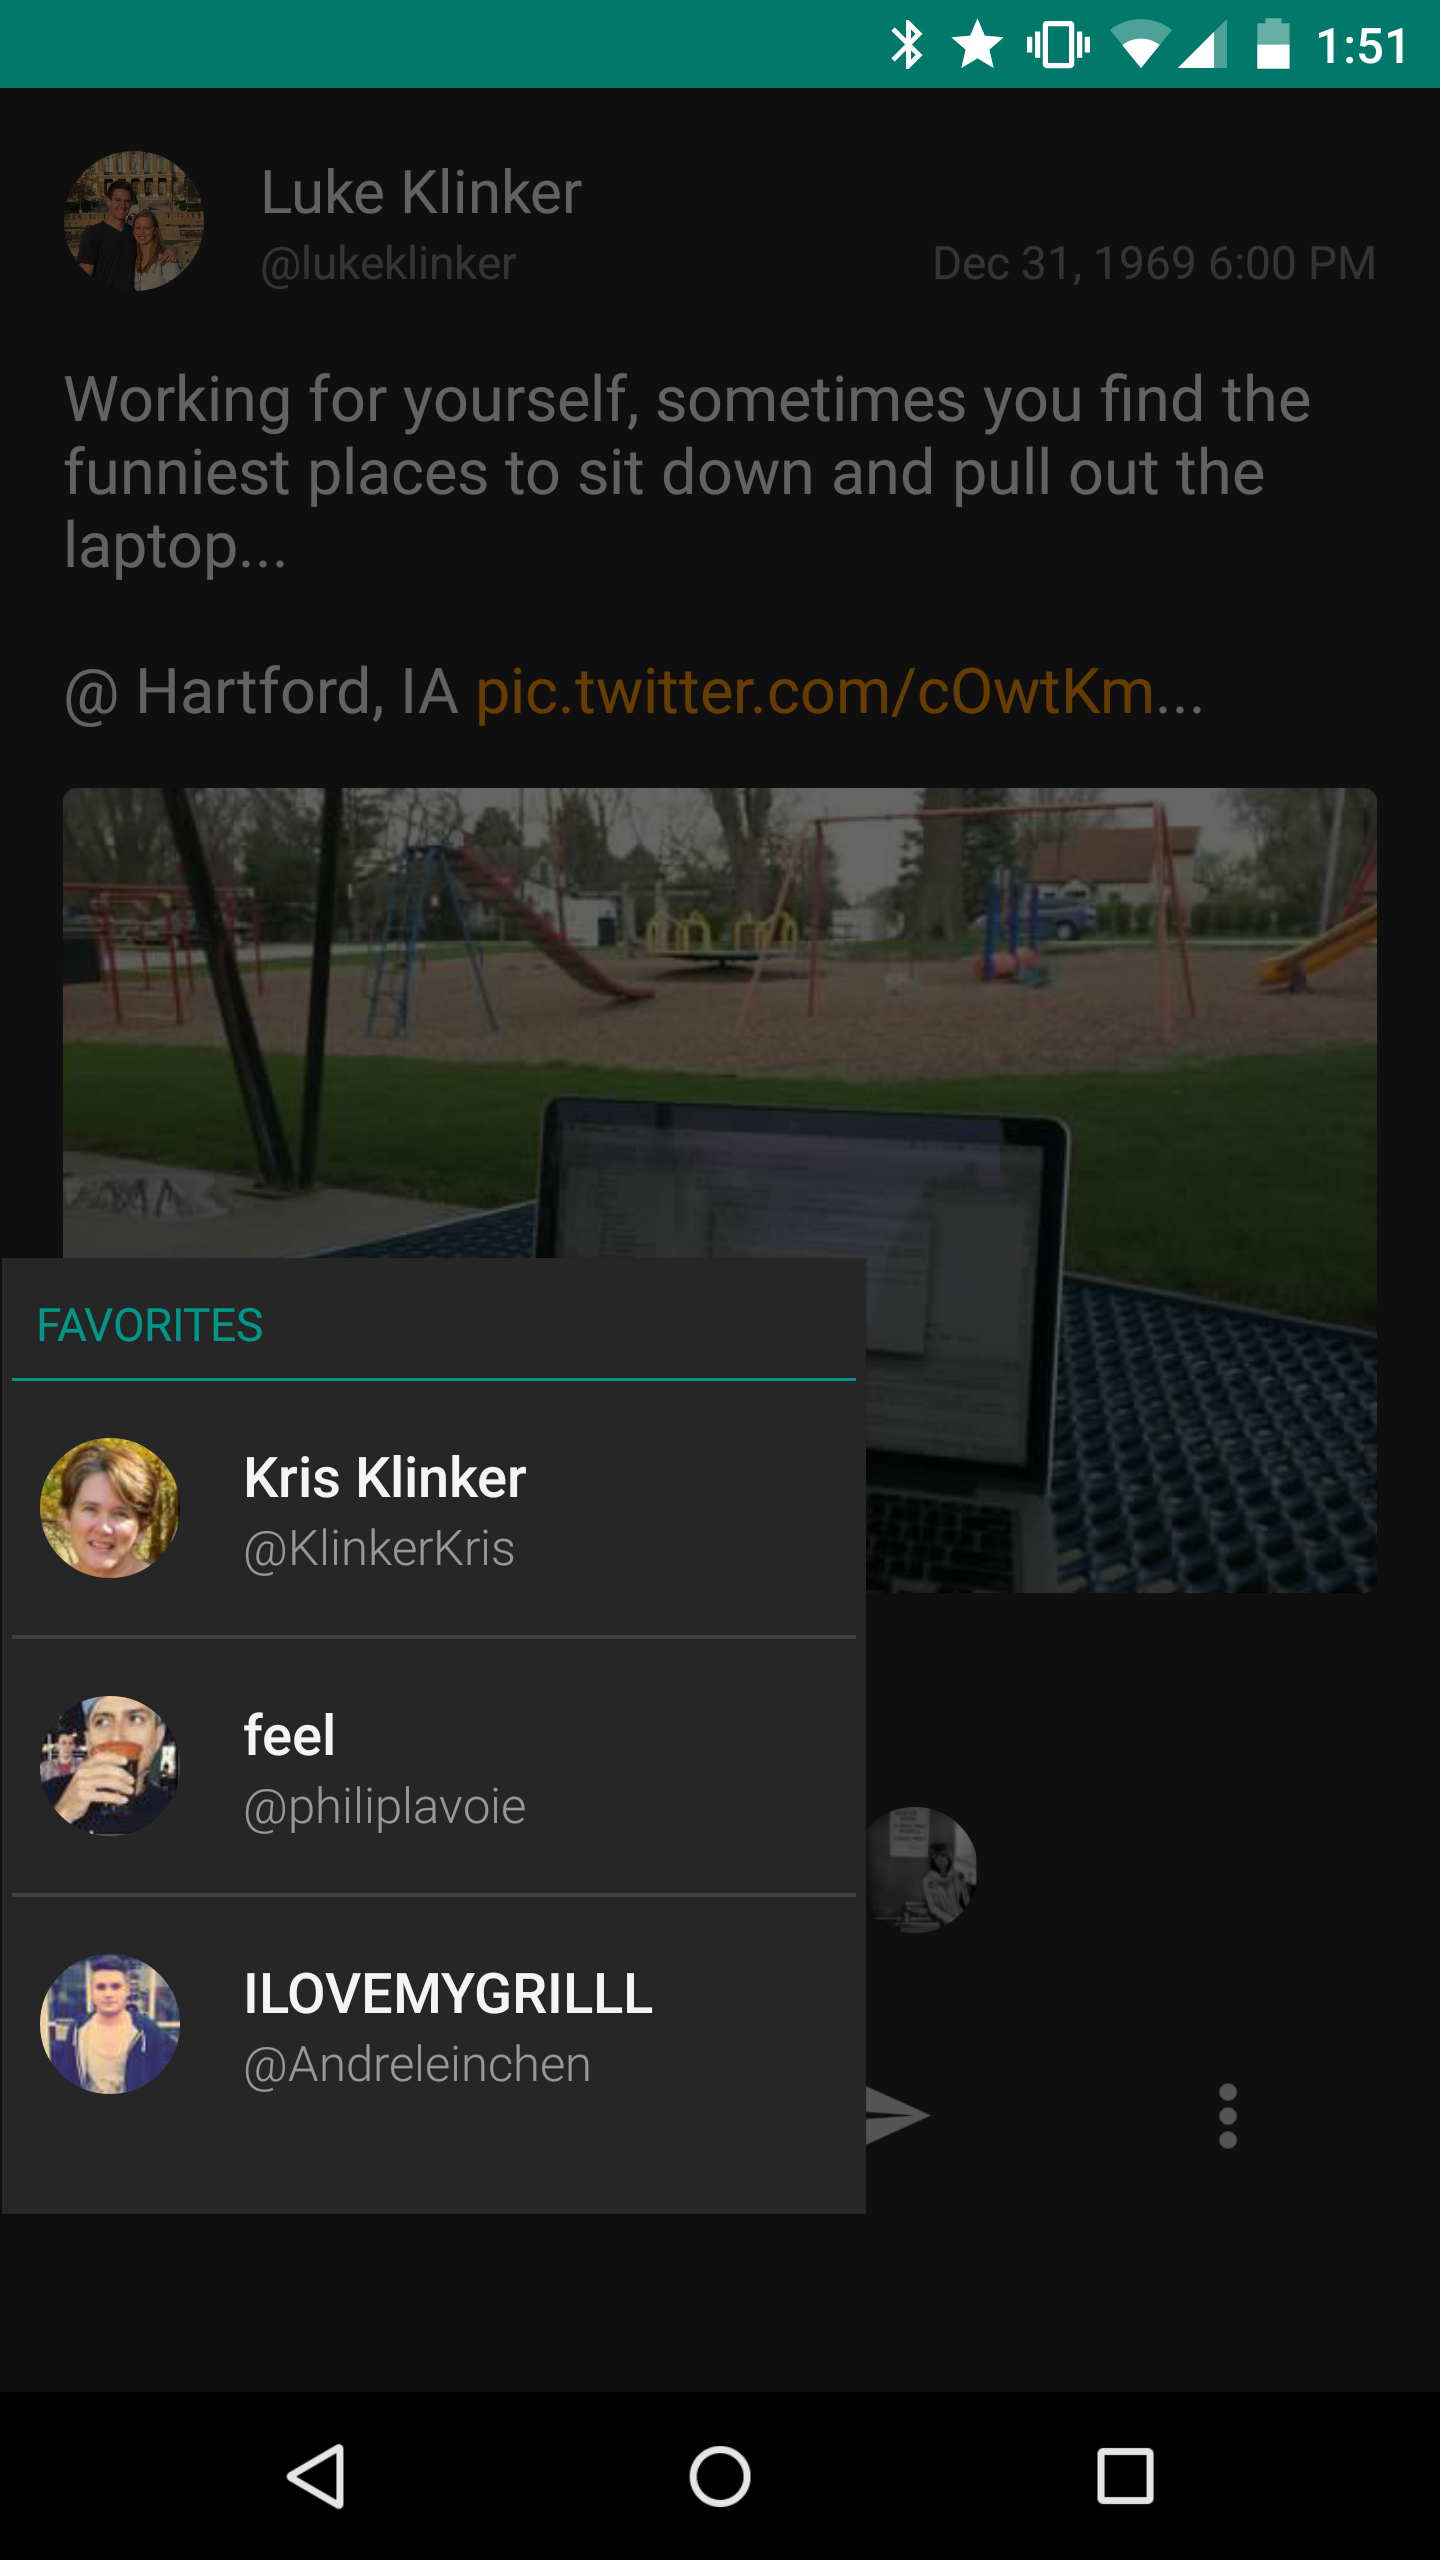 1:51
Luke Klinker
@lukeklinker
Dec 31, 1969 6:00 PM
Working for yourself, sometimes you find the
funniest places to sit down and pull out the
laptop...
@ Hartford, IA pic.twitter.com/cOwtKm...
FAVORITES
Kris Klinker
@KlinkerKris
feel
@philiplavoie
ILOVEMYGRILLL
@Andreleinchen